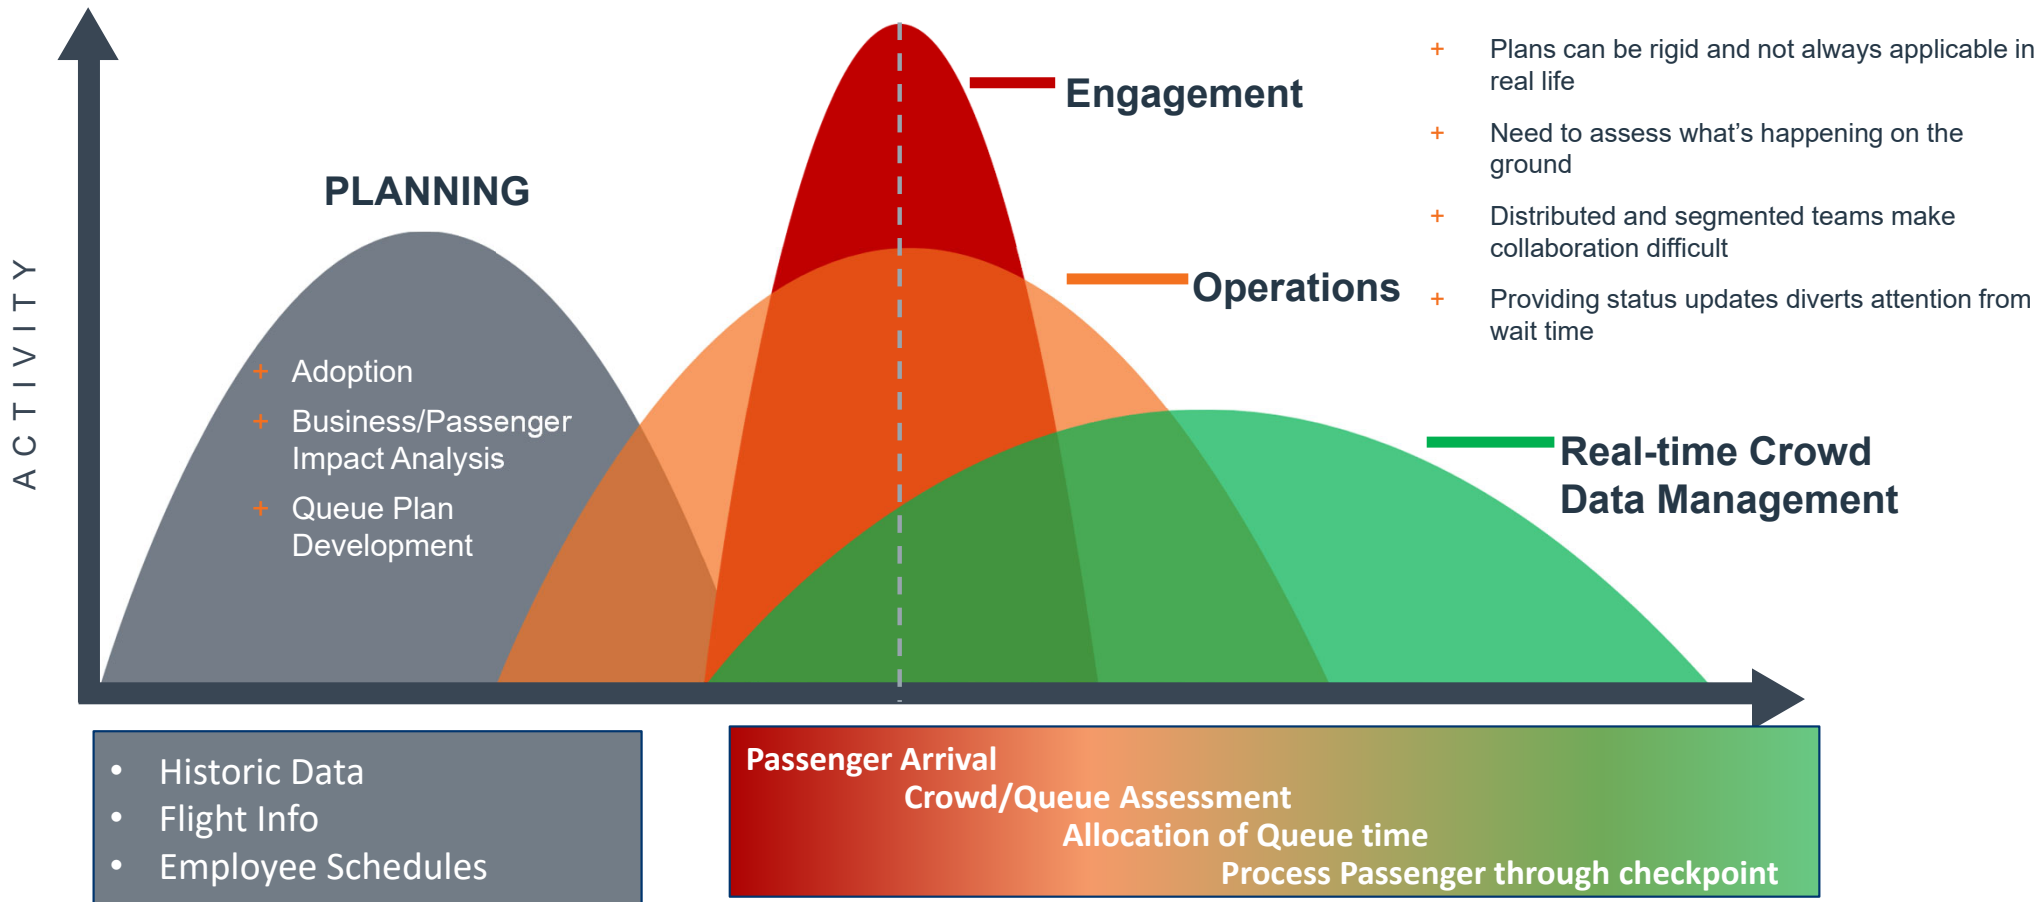 ACTIVITY
PLANNING
+ Adoption
+ Business/Passenger
Impact Analysis
+ Queue Plan
Development
Engagement
Operations
Real-time Crowd
Data Management
+ Plans can be rigid and not always applicable in
real life
+ Need to assess what’s happening on the
ground
+ Distributed and segmented teams make
collaboration difficult
+ Providing status updates diverts attention from
wait time
• Historic Data
• Flight Info
• Employee Schedules
Passenger Arrival
Crowd/Queue Assessment
Allocation of Queue time
Process Passenger through checkpoint